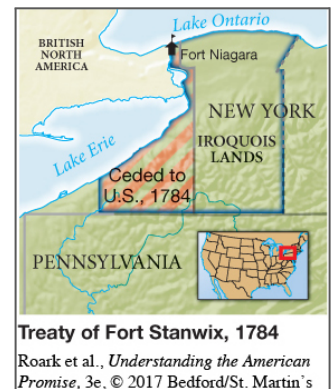 Lake Ontario
BRITISH
NORTH
AMERICA
Fort Niagara
NEW YORK
IROQUOIS
LANDS
Lake Erie
Ceded to
U.S., 1784
PENNSYLVANIA
Treaty of Fort Stanwix, 1784
Roark et al., Understanding the American
Promise, 3e, © 2017 Bedford/St. Martin's